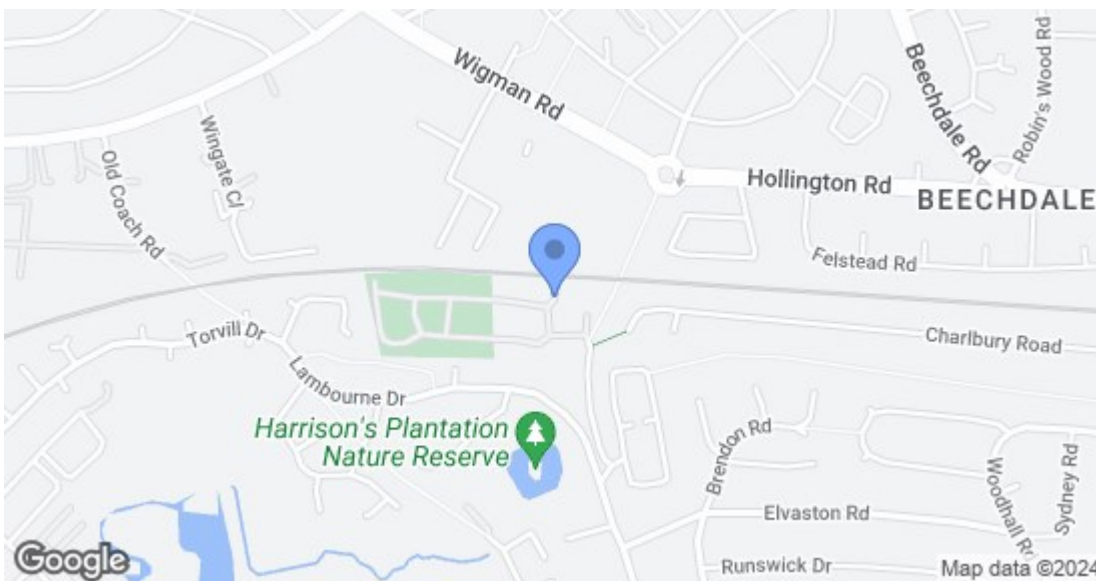 Wigman Rd
Beechdale Rd
Robin's Wood Rd
Wingate Cl
Old Coach Rd
Hollington Rd
BEECHDALE
Felstead Rd
Torvill Dr
Charlbury Road
Lambourne Dr
Harrison's Plantation
Nature Reserve
Brendon Rd
Woodhall Rd
Sydney Rd
Elvaston Rd
Runswick Dr
Google
Map data ©2024